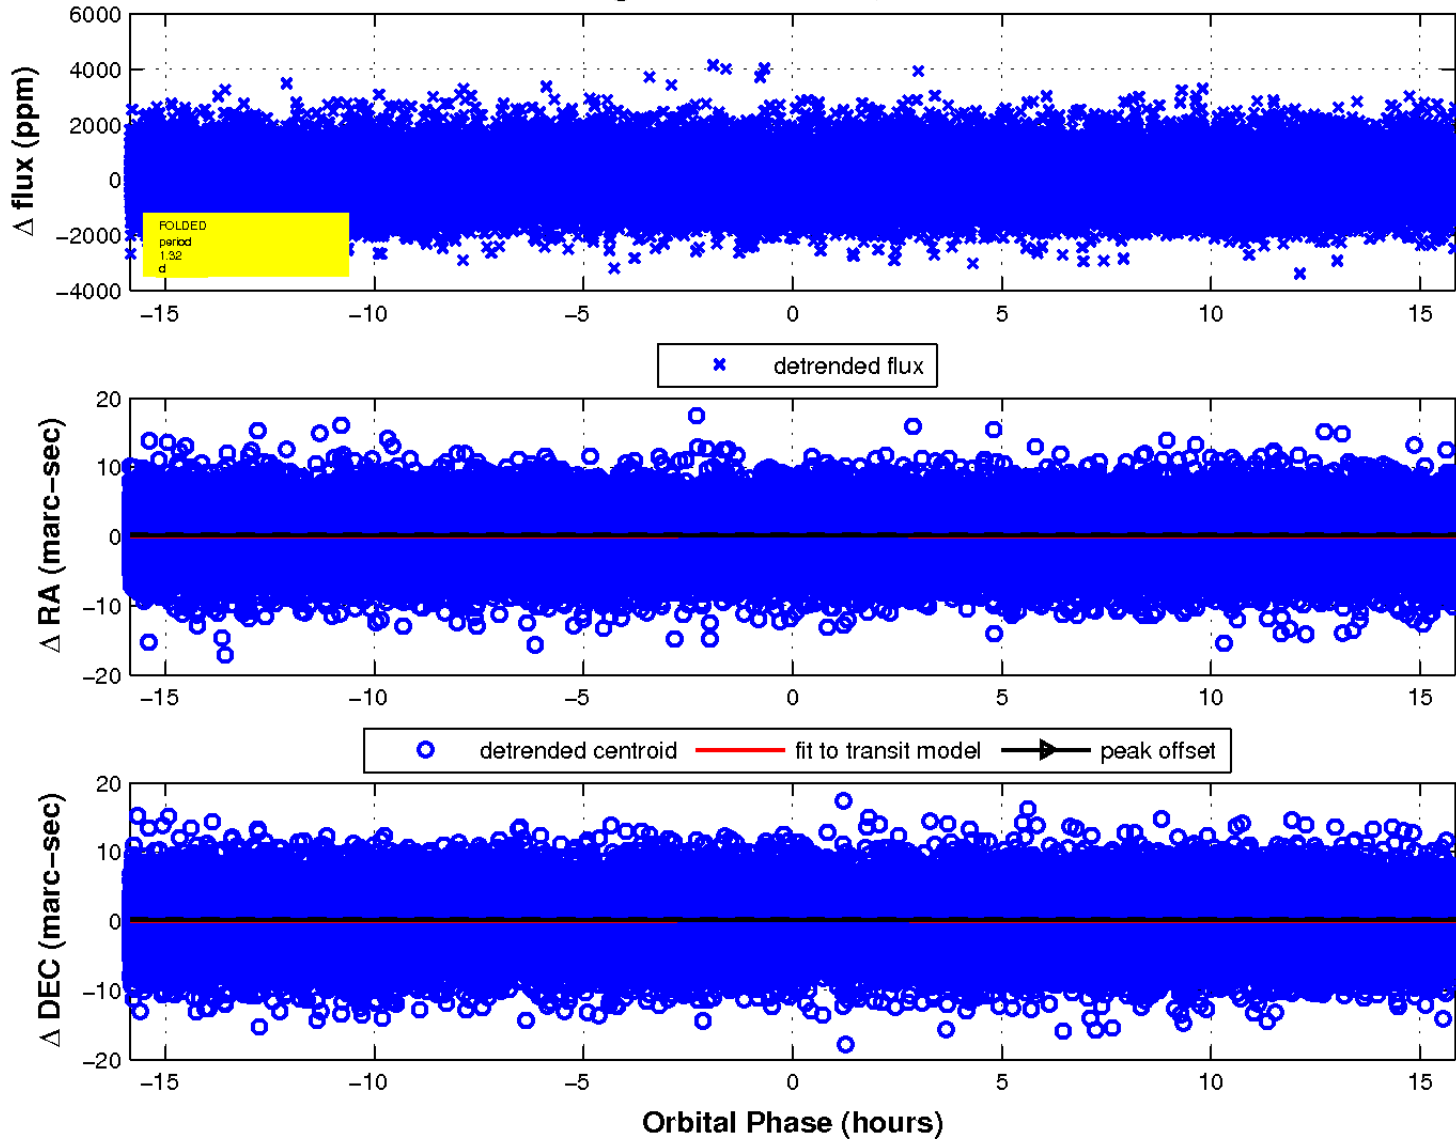 6000
4000
2000
0
−2000
−4000
Δ flux (ppm)
FOLDED
period
1.32
d
−15 −10 −5 0 5 10 15
detrended flux
20
10
0
−10
−20
Δ RA (marc−sec)
−15 −10 −5 0 5 10 15
detrended centroid fit to transit model peak offset
20
10
0
−10
−20
Δ DEC (marc−sec)
−15 −10 −5 0 5 10 15
Orbital Phase (hours)